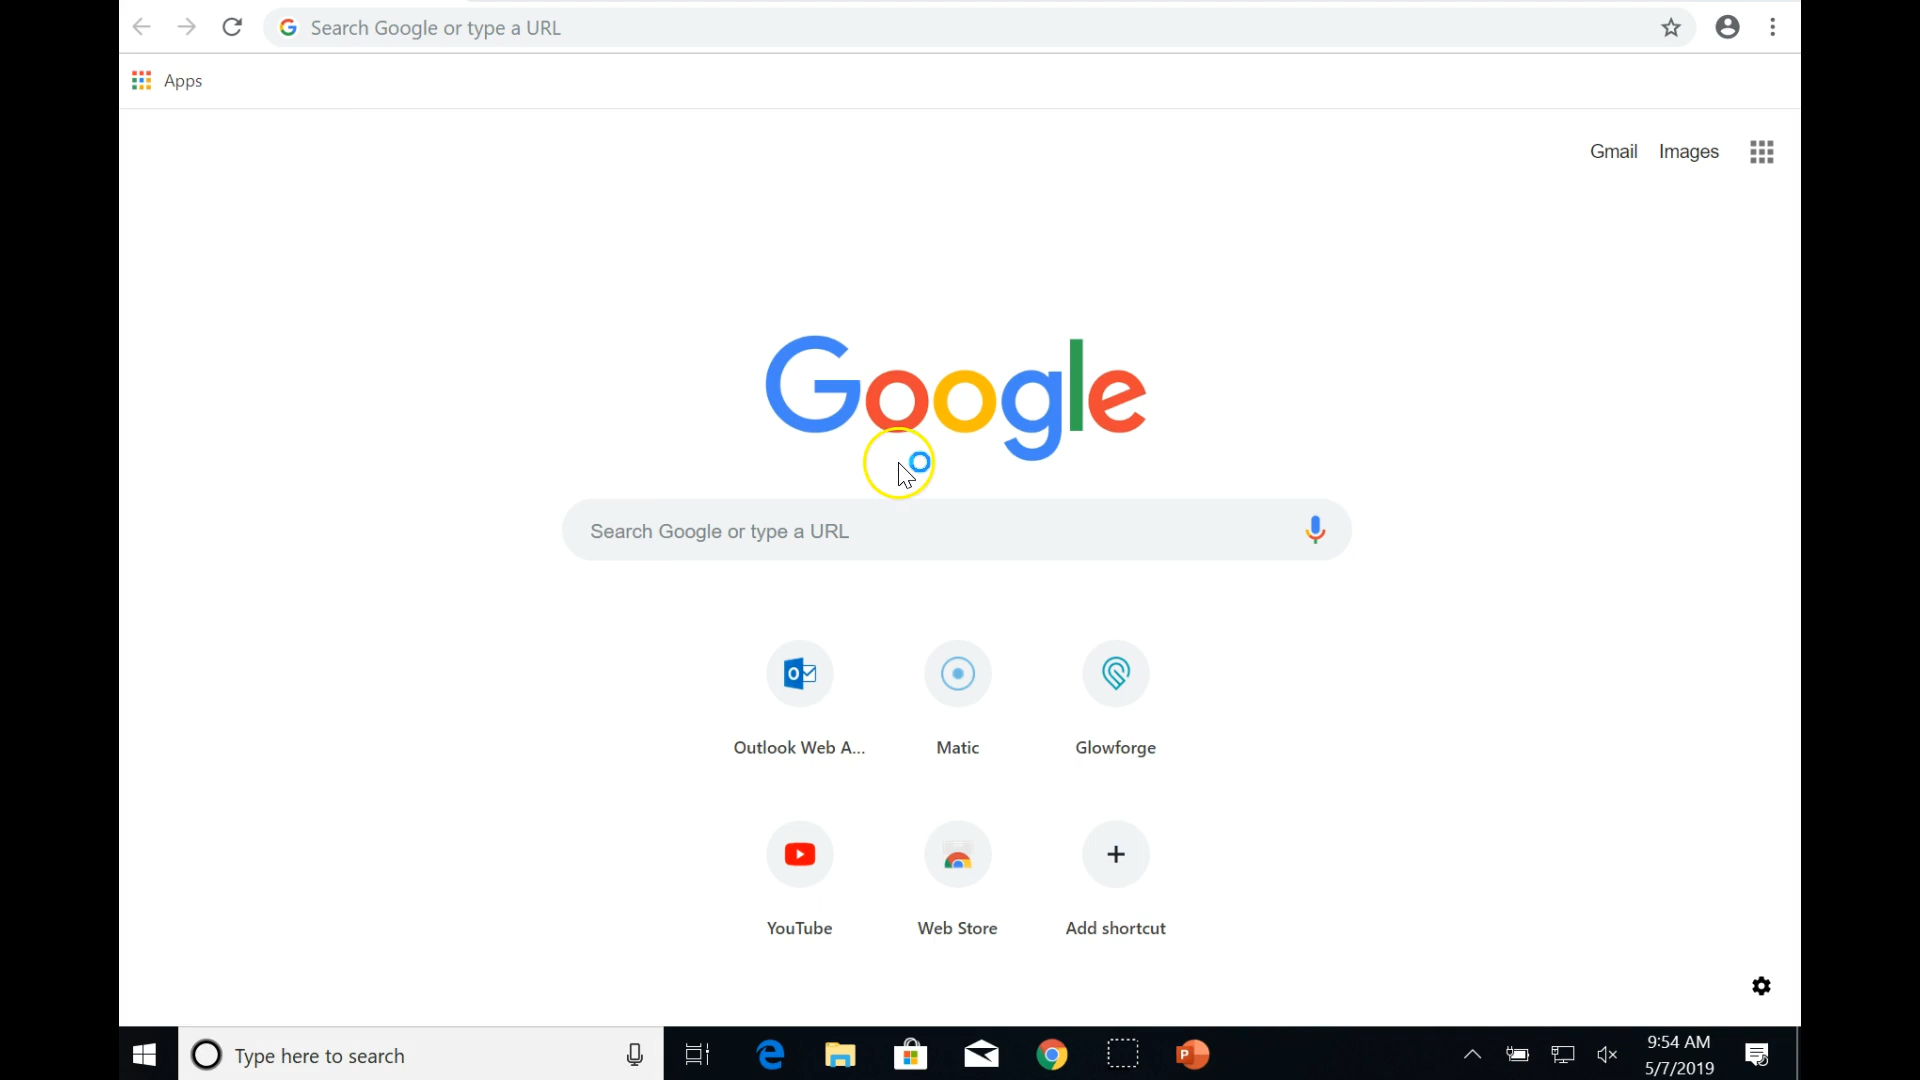 Search Google or type a URL
Apps
Gmail Images
Google
Search Google or type a URL
Outlook Web A... Matic Glowforge
YouTube Web Store Add shortcut
Type here to search
9:54 AM
5/7/2019